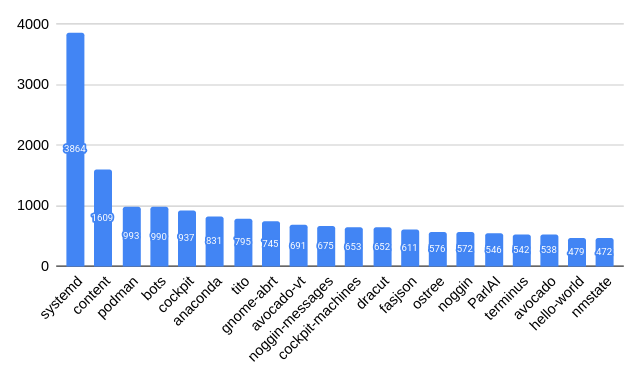 4000
3000
2000
1000
0
3864
1609
993
990
937
831
795
745
691
675
653
652
611
576
572
546
542
538
479
472
systemd
content
podman
bots
cockpit
anaconda
tito
gnome-abrt
avocado-vt
noggin-messages
cockpit-machines
dracut
fasjson
ostree
noggin
ParlAI
terminus
avocado
hello-world
nmstate